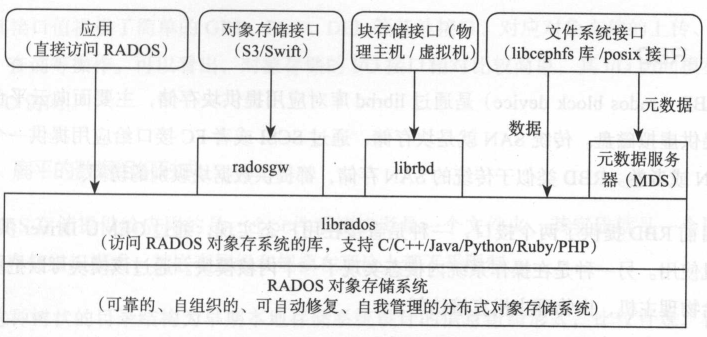 应用
(直接访问 RADOS)
对象存储接口
(S3/Swift)
块存储接口（物
理主机 / 虚拟机）
文件系统接口
(libcephfs 库 /posix 接口)
元数据
数据
radosgw
librbd
元数据服务
器 (MDS)
librados
(访问 RADOS 对象存系统的库，支持 C/C++/Java/Python/Ruby/PHP)
RADOS 对象存储系统
(可靠的、自组织的、可自动修复、自我管理的分布式对象存储系统)